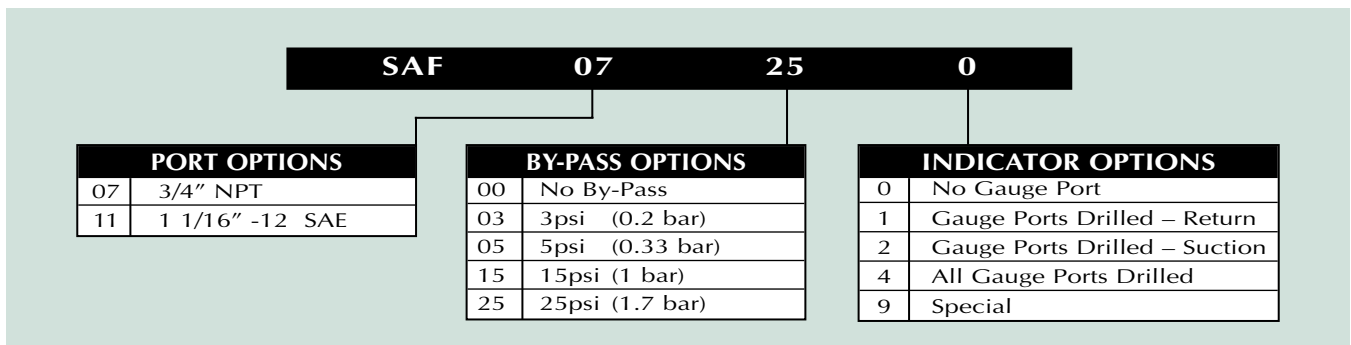 SAF 07 25 0
PORT OPTIONS
07 3/4″ NPT
11 1 1/16″ -12 SAE
BY-PASS OPTIONS
00 No By-Pass
03 3psi (0.2 bar)
05 5psi (0.33 bar)
15 15psi (1 bar)
25 25psi (1.7 bar)
INDICATOR OPTIONS
0 No Gauge Port
1 Gauge Ports Drilled – Return
2 Gauge Ports Drilled – Suction
4 All Gauge Ports Drilled
9 Special